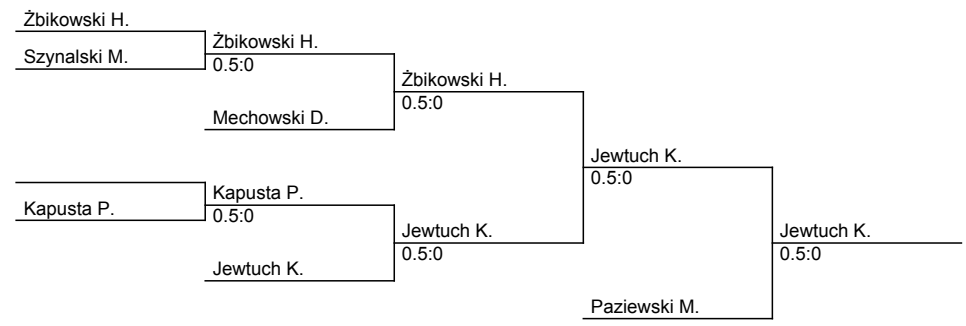 Żbikowski H.
Szynalski M.
Żbikowski H.
0.5:0
Mechowski D.
Żbikowski H.
0.5:0
Kapusta P.
Kapusta P.
0.5:0
Jewtuch K.
Jewtuch K.
0.5:0
Jewtuch K.
0.5:0
Paziewski M.
Jewtuch K.
0.5:0